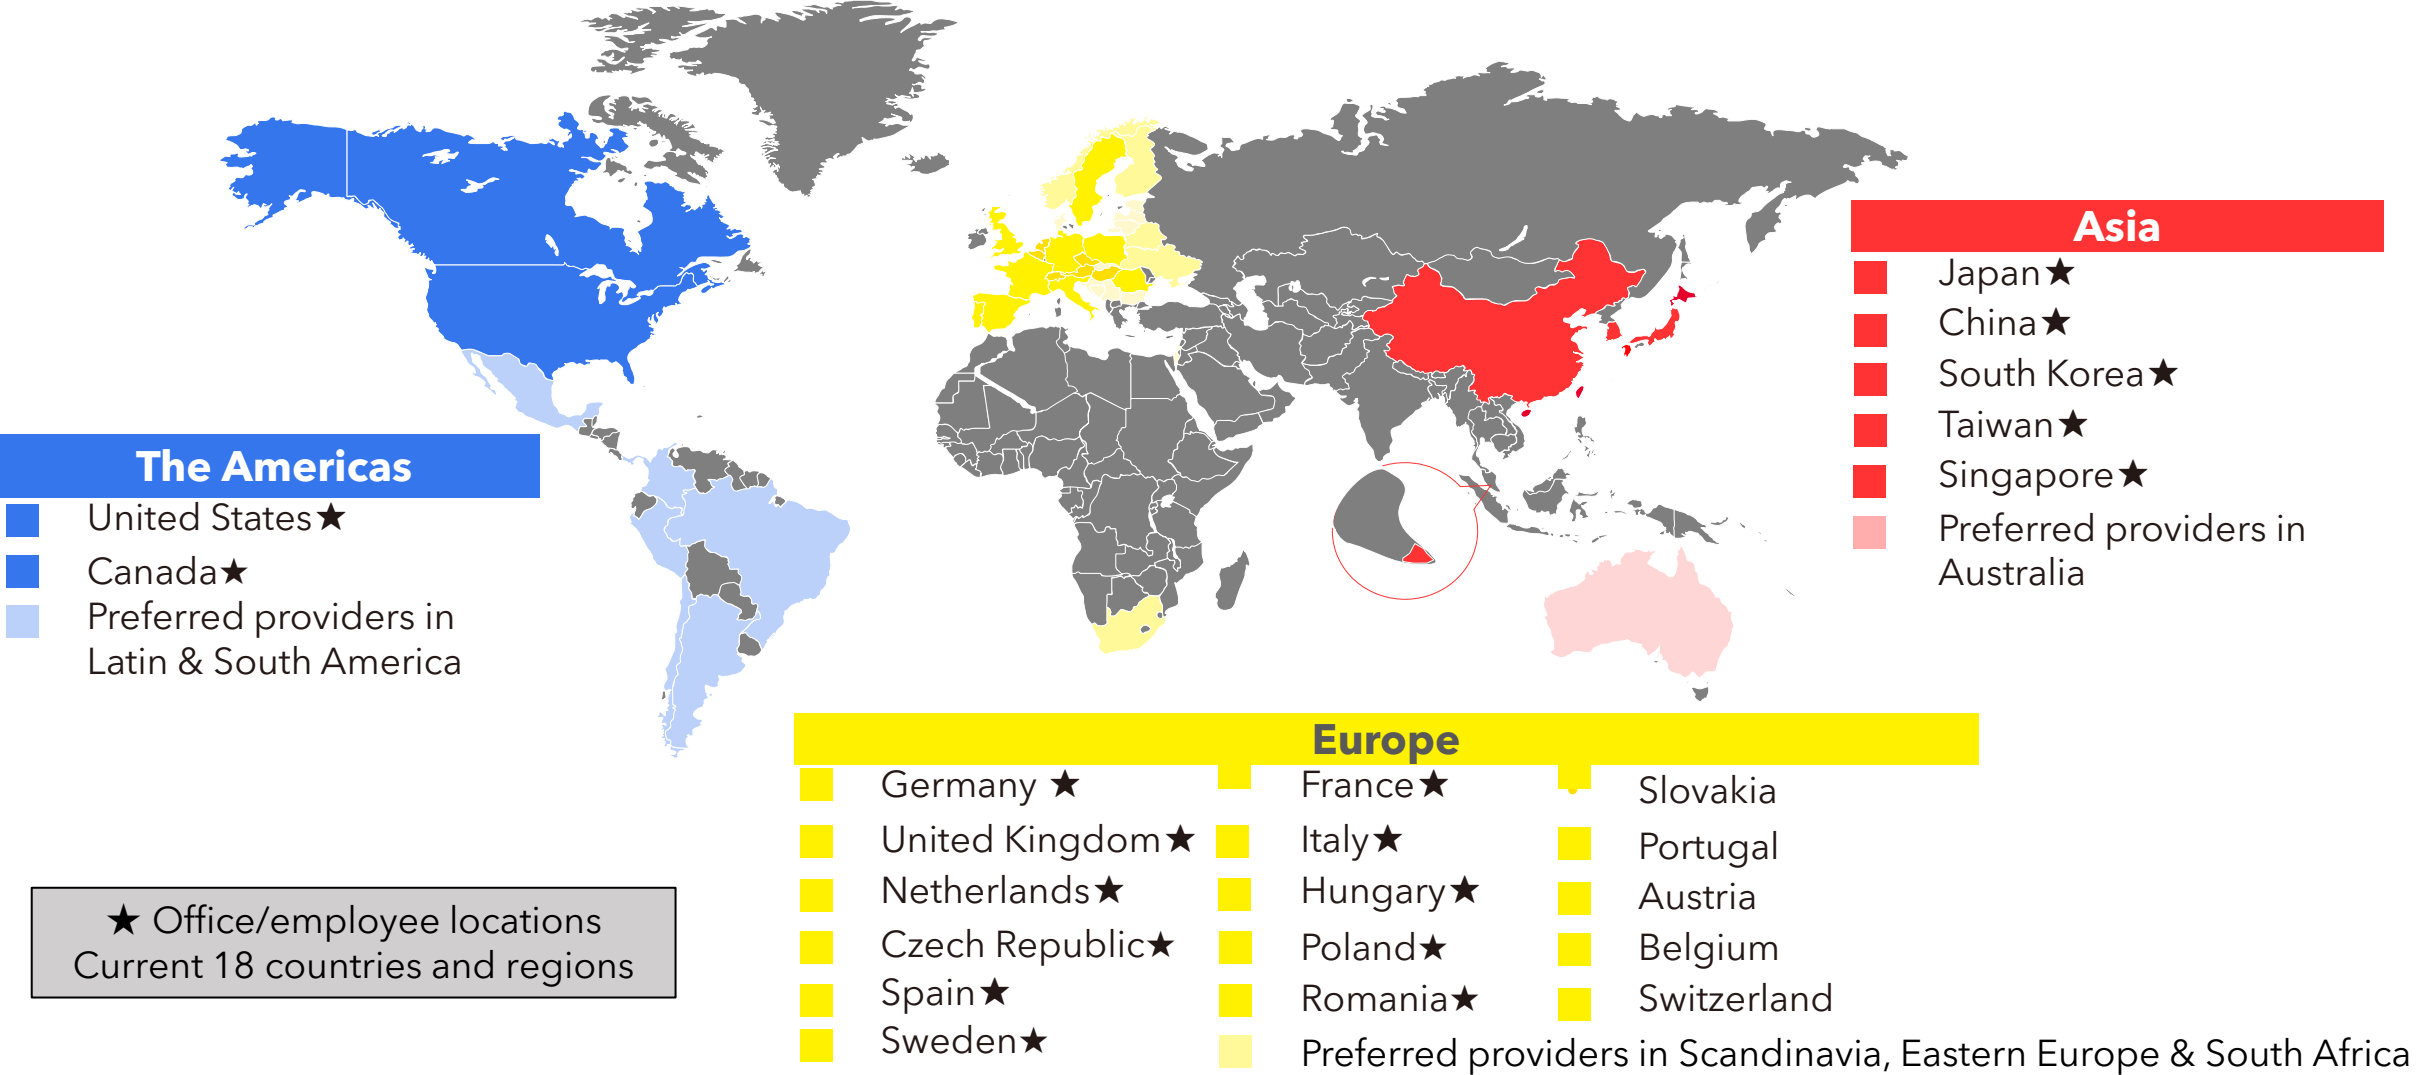 Asia
Japan★
China★
South Korea★
Taiwan★
Singapore★
Preferred providers in
Australia
The Americas
United States★
Canada★
Preferred providers in
Latin & South America
Europe
Germany ★
United Kingdom★
Netherlands★
Czech Republic★
Spain★
Sweden★
France★
Italy★
Hungary★
Poland★
Romania★
Slovakia
Portugal
Austria
Belgium
Switzerland
Preferred providers in Scandinavia, Eastern Europe & South Africa
★ Office/employee locations
Current 18 countries and regions